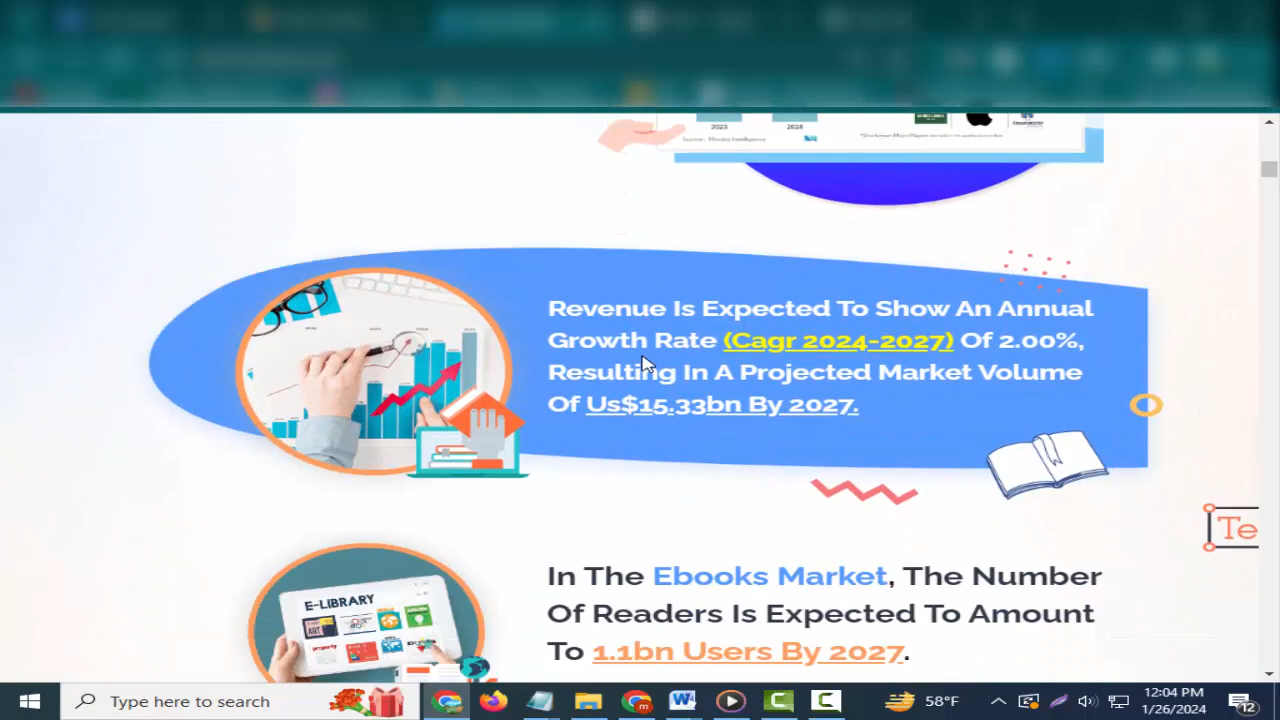 2023
2028
Revenue Is Expected To Show An Annual
Growth Rate (Cagr 2024-2027) Of 2.00%,
Resulting In A Projected Market Volume
Of Us$15.33bn By 2027.
Te
E-LIBRARY
In The Ebooks Market, The Number
Of Readers Is Expected To Amount
To 1.1bn Users By 2027.
Type here to search
58°F
12:04 PM
1/26/2024
12